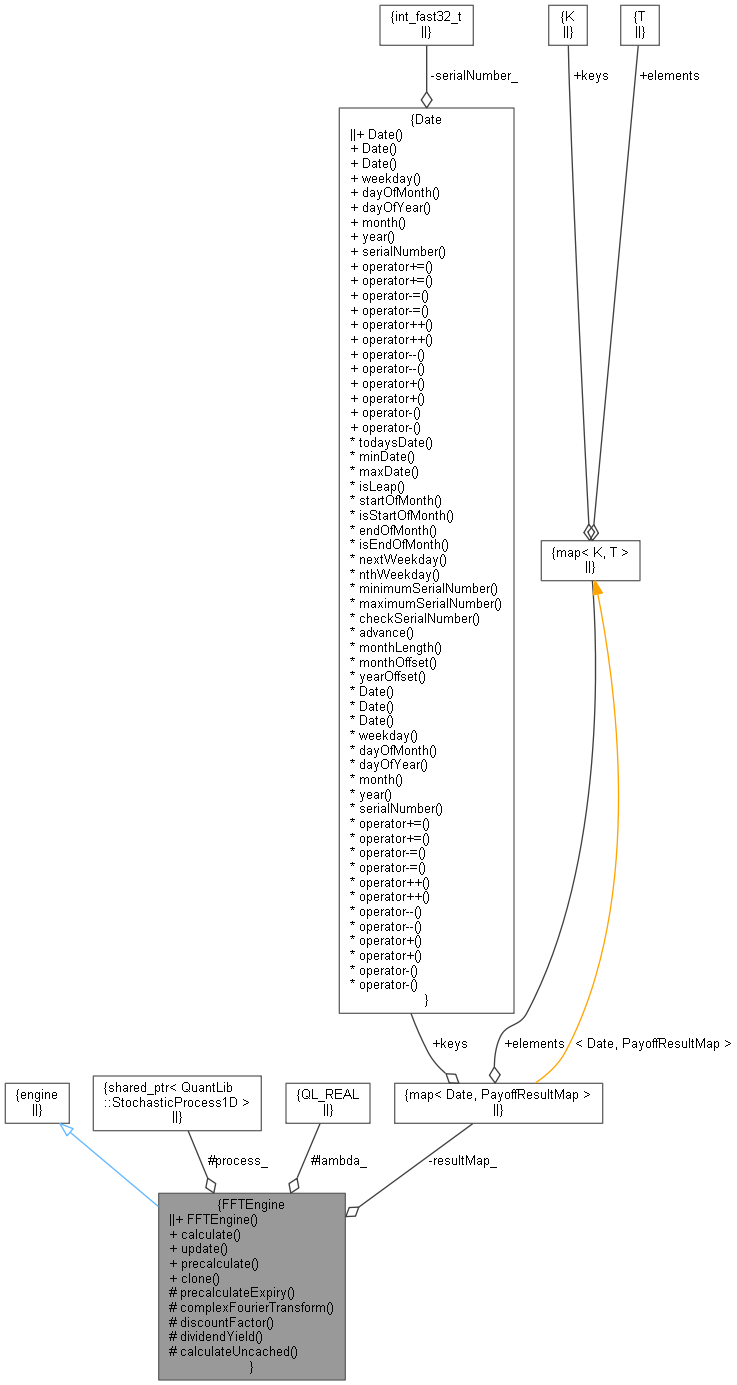 {int_fast32_t
||}
{K
||}
{T
||}
-serialNumber_
+keys
+elements
{Date
||+ Date()
+ Date()
+ Date()
+ weekday()
+ dayOfMonth()
+ dayOfYear()
+ month()
+ year()
+ serialNumber()
+ operator+=()
+ operator+=()
+ operator-=()
+ operator-=()
+ operator++()
+ operator++()
+ operator--()
+ operator--()
+ operator+()
+ operator+()
+ operator-()
+ operator-()
* todaysDate()
* minDate()
* maxDate()
* isLeap()
* startOfMonth()
* isStartOfMonth()
* endOfMonth()
* isEndOfMonth()
* nextWeekday()
* nthWeekday()
* minimumSerialNumber()
* maximumSerialNumber()
* checkSerialNumber()
* advance()
* monthLength()
* monthOffset()
* yearOffset()
* Date()
* Date()
* Date()
* weekday()
* dayOfMonth()
* dayOfYear()
* month()
* year()
* serialNumber()
* operator+=()
* operator+=()
* operator-=()
* operator-=()
* operator++()
* operator++()
* operator--()
* operator--()
* operator+()
* operator+()
* operator-()
* operator-()
}
{map< K, T >
||}
+keys
+elements
< Date, PayoffResultMap >
{engine
||}
{shared_ptr< QuantLib
::StochasticProcess1D >
||}
{QL_REAL
||}
{map< Date, PayoffResultMap >
||}
#process_
#lambda_
-resultMap_
{FFTEngine
||+ FFTEngine()
+ calculate()
+ update()
+ precalculate()
+ clone()
# precalculateExpiry()
# complexFourierTransform()
# discountFactor()
# dividendYield()
# calculateUncached()
}